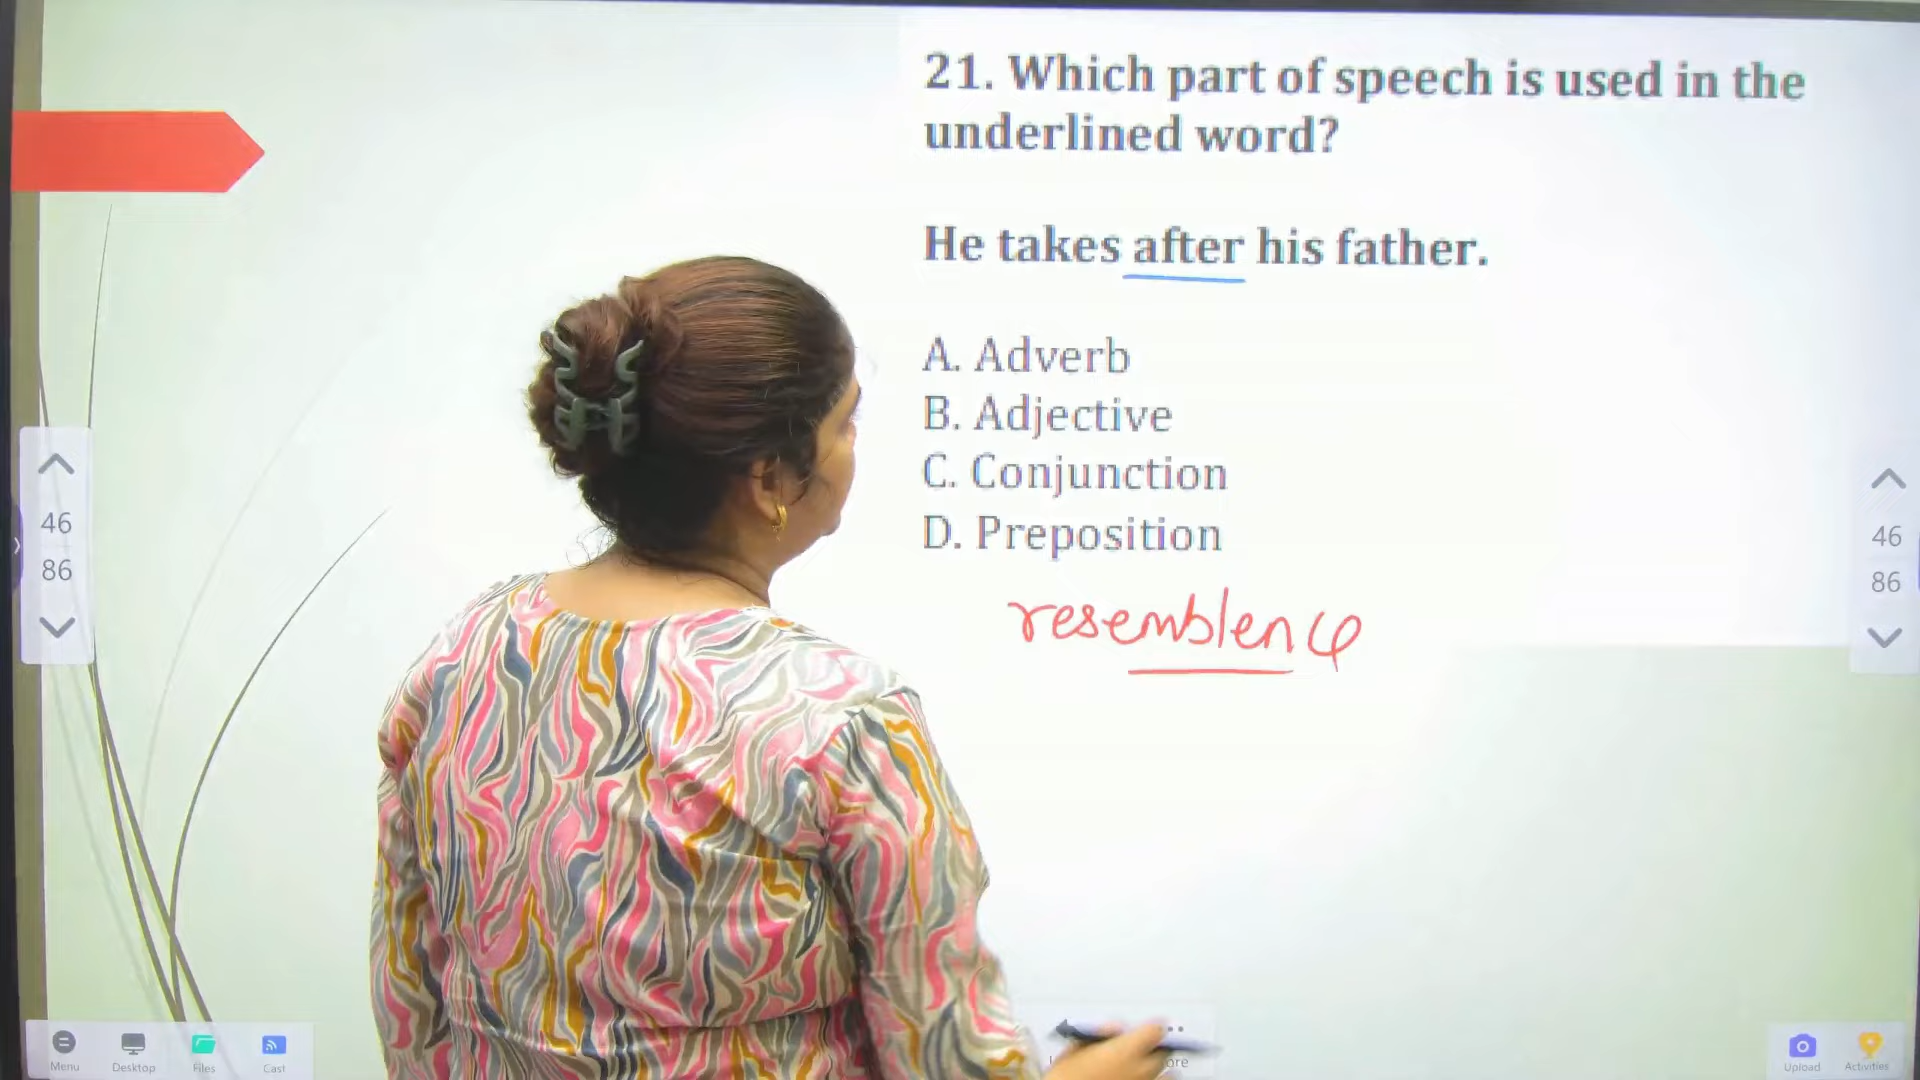 21. Which part of speech is used in the
underlined word?
He takes after his father.
A. Adverb
B. Adjective
C. Conjunction
D. Preposition
resemblence
46
86
46
86
Menu
Desktop
Files
Cast
Upload
Activities